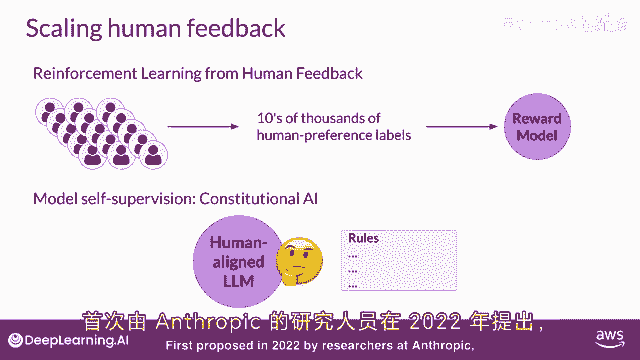 Scaling human feedback
Reinforcement Learning from Human Feedback
10's of thousands of
human-preference labels
Reward
Model
Model self-supervision: Constitutional AI
Human-
aligned
LLM
Rules
...
...
...
首次由 Anthropic 的研究人员在 2022 年提出,
DeepLearning.AI
First proposed in 2022 by researchers at Anthropic,
aws